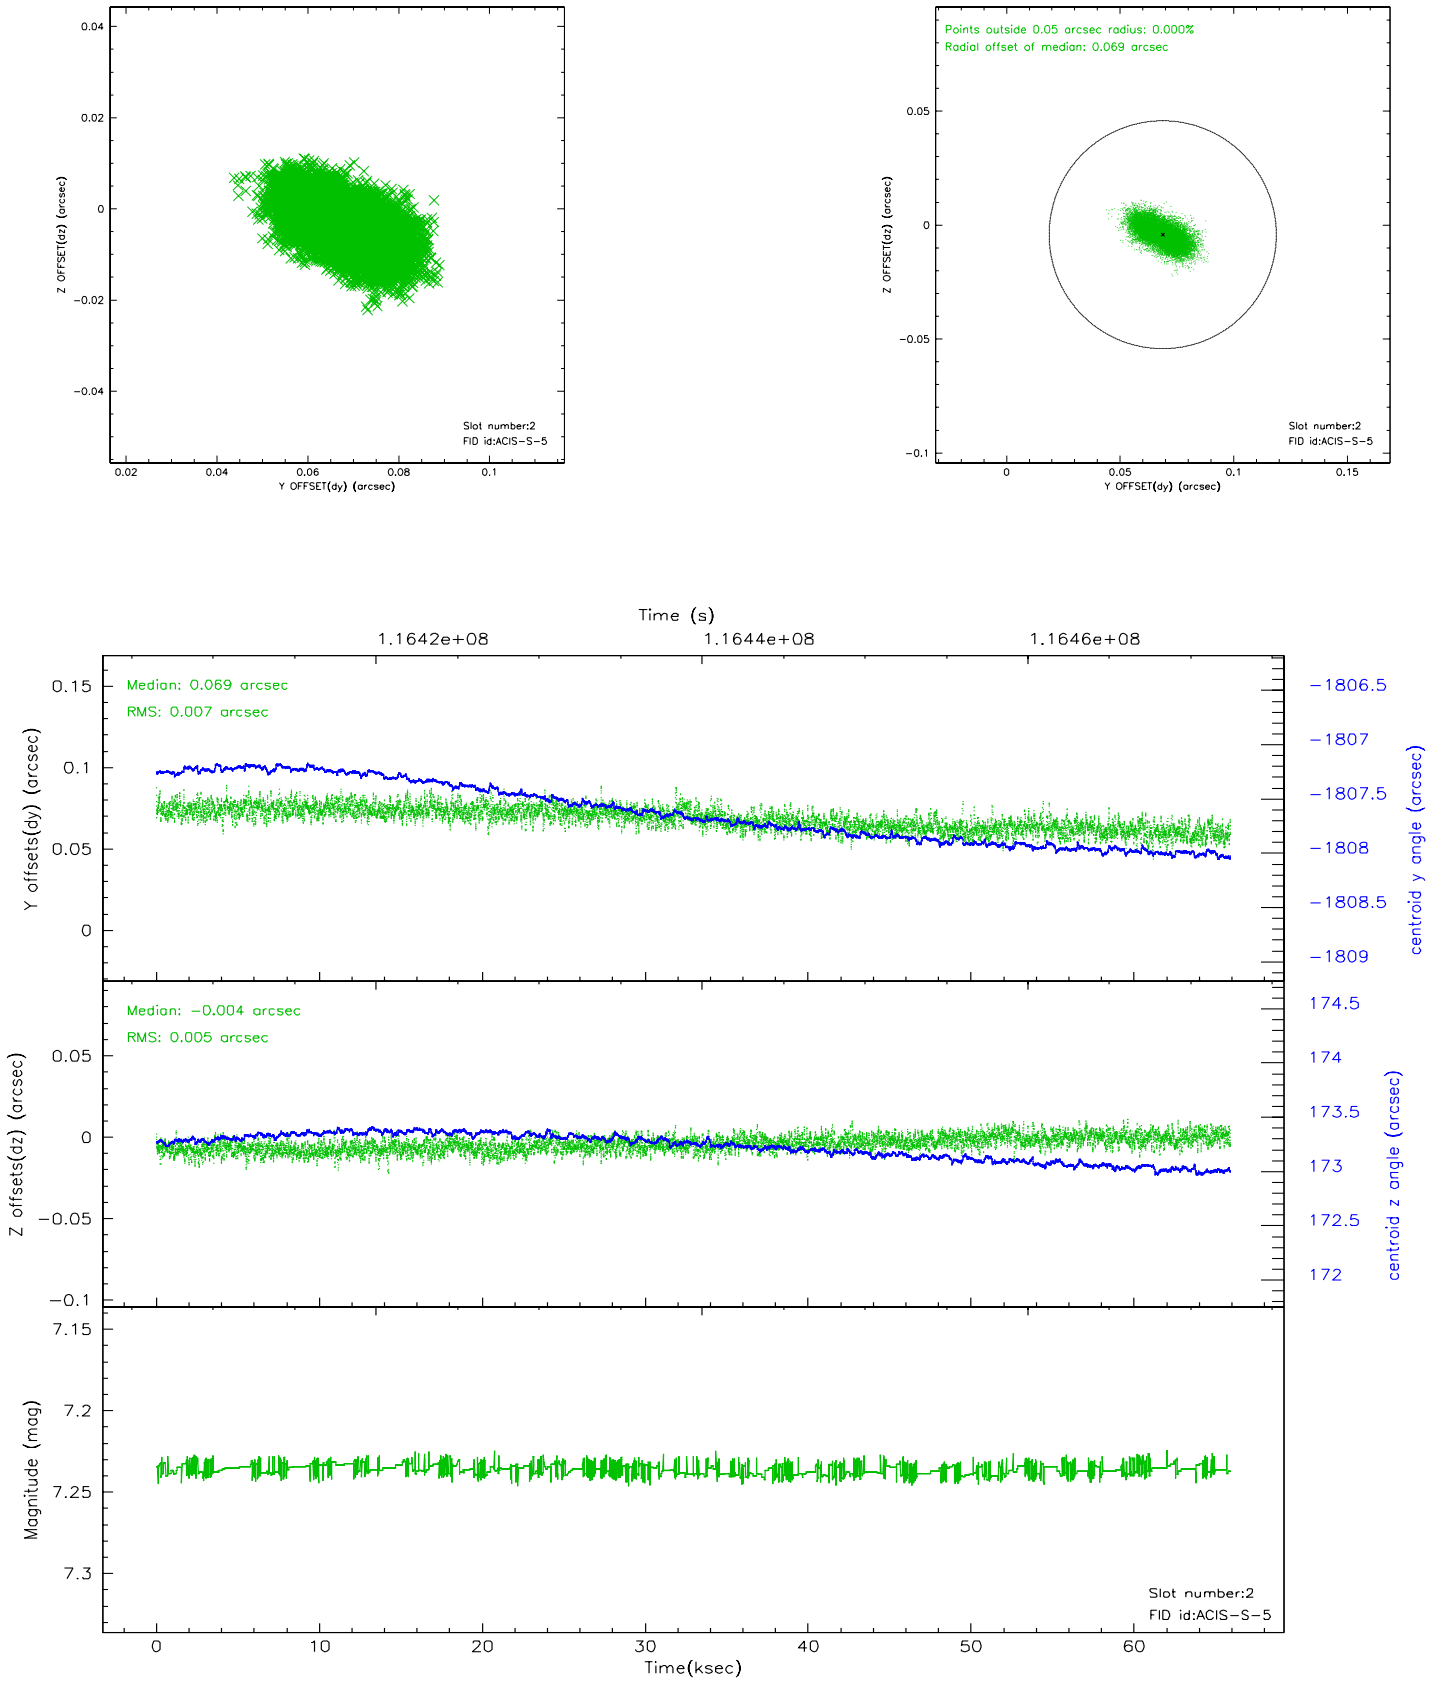 0.04
0.02
0
−0.02
−0.04
Z OFFSET(dz) (arcsec)
Slot number:2
FID id:ACIS−S−5
0.02
0.04
0.06
0.08
0.1
Y OFFSET(dy) (arcsec)
Points outside 0.05 arcsec radius: 0.000%
Radial offset of median: 0.069 arcsec
0.05
0
−0.05
−0.1
Z OFFSET(dz) (arcsec)
Slot number:2
FID id:ACIS−S−5
0
0.05
0.1
0.15
Y OFFSET(dy) (arcsec)
Time (s)
1.1642e+08
1.1644e+08
1.1646e+08
Median: 0.069 arcsec
RMS: 0.007 arcsec
0.15
0.1
0.05
0
Y offsets(dy) (arcsec)
−1806.5
−1807
−1807.5
−1808
−1808.5
−1809
centroid y angle (arcsec)
Median: −0.004 arcsec
RMS: 0.005 arcsec
0.05
0
−0.05
−0.1
Z offsets(dz) (arcsec)
174.5
174
173.5
173
172.5
172
centroid z angle (arcsec)
7.15
7.2
7.25
7.3
Magnitude (mag)
Slot number:2
FID id:ACIS−S−5
0
10
20
30
40
50
60
Time(ksec)